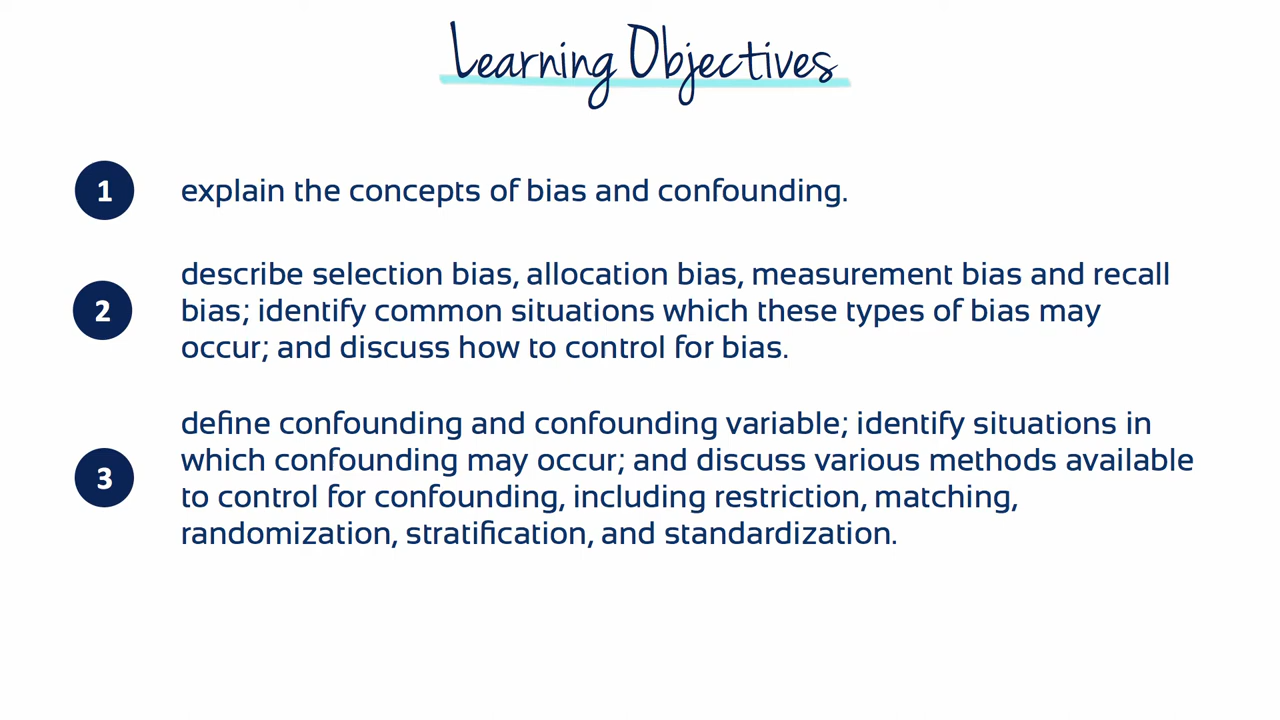 Learning Objectives
1
explain the concepts of bias and confounding.
2
describe selection bias, allocation bias, measurement bias and recall
bias; identify common situations which these types of bias may
occur; and discuss how to control for bias.
3
define confounding and confounding variable; identify situations in
which confounding may occur; and discuss various methods available
to control for confounding, including restriction, matching,
randomization, stratification, and standardization.